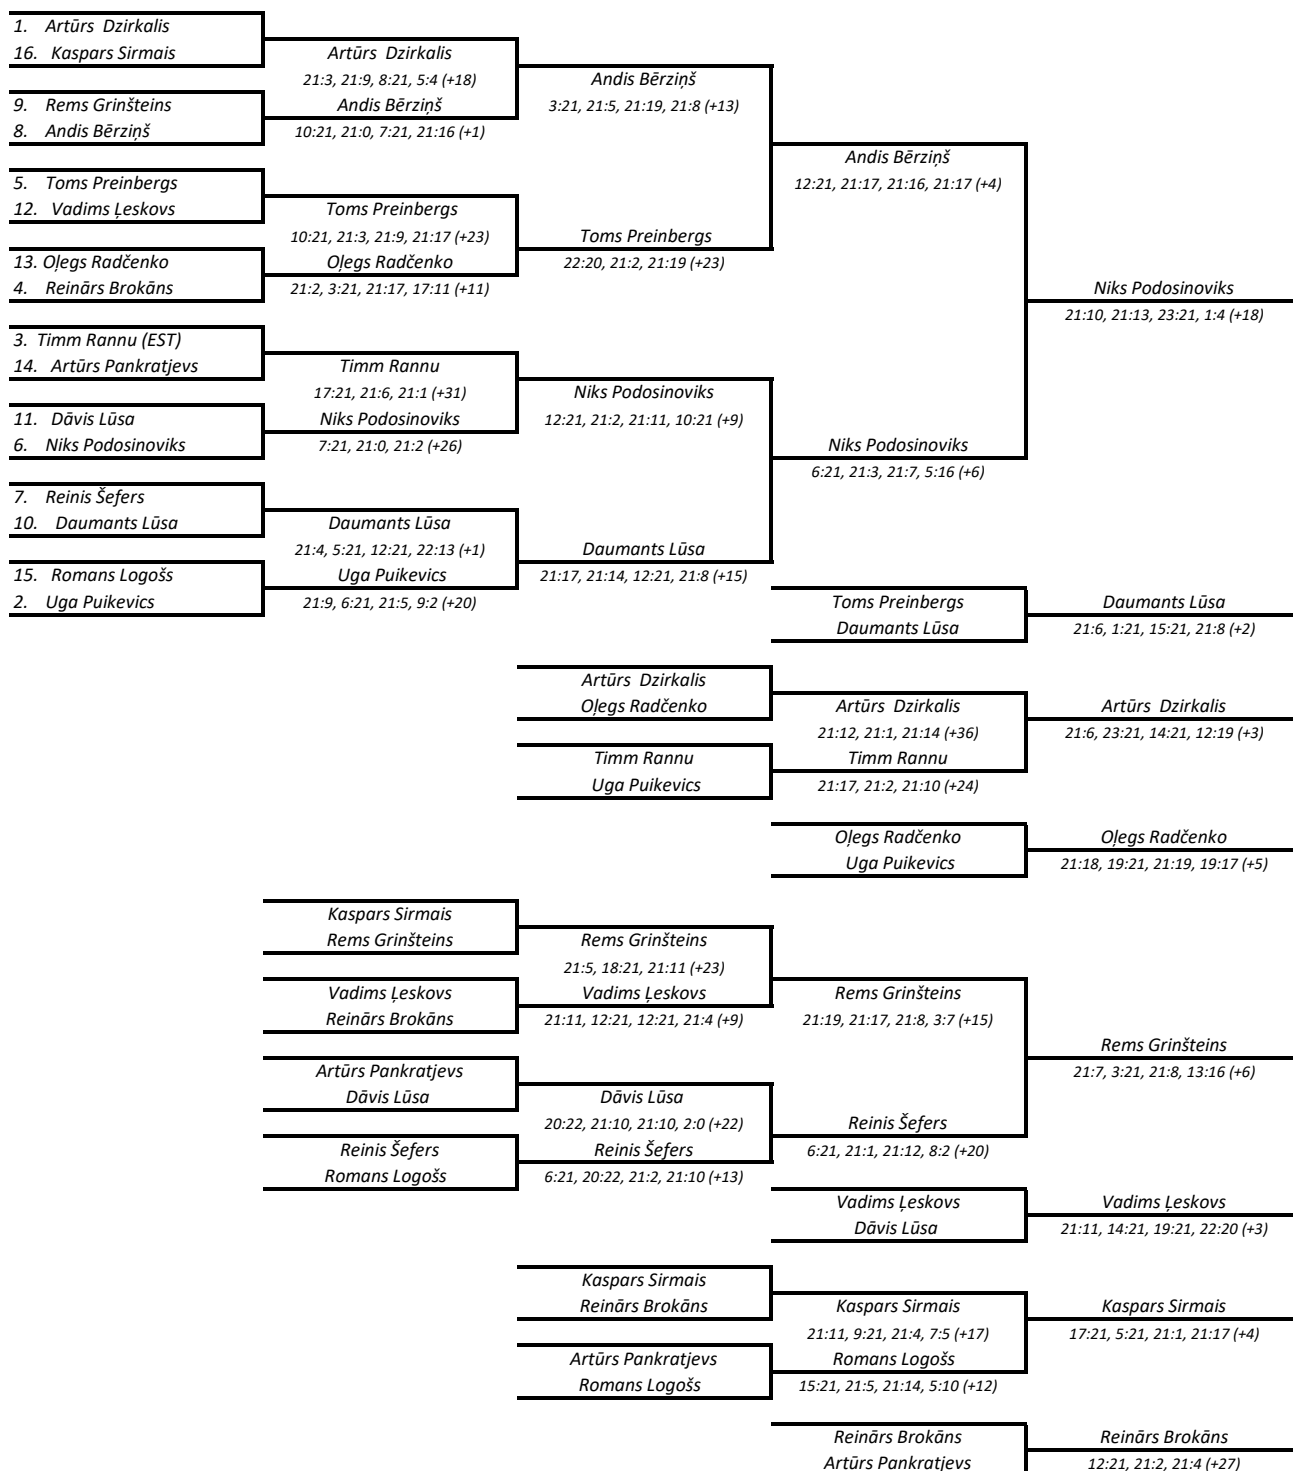 1. Artūrs Dzirkalis
16. Kaspars Sirmais
Artūrs Dzirkalis
21:3, 21:9, 8:21, 5:4 (+18)
Andis Bērziņš
3:21, 21:5, 21:19, 21:8 (+13)
9. Rems Grinšteins
8. Andis Bērziņš
Andis Bērziņš
10:21, 21:0, 7:21, 21:16 (+1)
Andis Bērziņš
12:21, 21:17, 21:16, 21:17 (+4)
5. Toms Preinbergs
12. Vadims Ļeskovs
Toms Preinbergs
10:21, 21:3, 21:9, 21:17 (+23)
Toms Preinbergs
22:20, 21:2, 21:19 (+23)
13. Oļegs Radčenko
4. Reinārs Brokāns
Oļegs Radčenko
21:2, 3:21, 21:17, 17:11 (+11)
Niks Podosinoviks
21:10, 21:13, 23:21, 1:4 (+18)
3. Timm Rannu (EST)
14. Artūrs Pankratjevs
Timm Rannu
17:21, 21:6, 21:1 (+31)
Niks Podosinoviks
12:21, 21:2, 21:11, 10:21 (+9)
11. Dāvis Lūsa
6. Niks Podosinoviks
Niks Podosinoviks
7:21, 21:0, 21:2 (+26)
Niks Podosinoviks
6:21, 21:3, 21:7, 5:16 (+6)
7. Reinis Šefers
10. Daumants Lūsa
Daumants Lūsa
21:4, 5:21, 12:21, 22:13 (+1)
Daumants Lūsa
21:17, 21:14, 12:21, 21:8 (+15)
15. Romans Logošs
2. Uga Puikevics
Uga Puikevics
21:9, 6:21, 21:5, 9:2 (+20)
Toms Preinbergs
Daumants Lūsa
Daumants Lūsa
21:6, 1:21, 15:21, 21:8 (+2)
Artūrs Dzirkalis
Oļegs Radčenko
Artūrs Dzirkalis
21:12, 21:1, 21:14 (+36)
Artūrs Dzirkalis
21:6, 23:21, 14:21, 12:19 (+3)
Timm Rannu
Uga Puikevics
Timm Rannu
21:17, 21:2, 21:10 (+24)
Oļegs Radčenko
Uga Puikevics
Oļegs Radčenko
21:18, 19:21, 21:19, 19:17 (+5)
Kaspars Sirmais
Rems Grinšteins
Rems Grinšteins
21:5, 18:21, 21:11 (+23)
Vadims Ļeskovs
Reinārs Brokāns
Vadims Ļeskovs
21:11, 12:21, 12:21, 21:4 (+9)
Rems Grinšteins
21:19, 21:17, 21:8, 3:7 (+15)
Rems Grinšteins
21:7, 3:21, 21:8, 13:16 (+6)
Artūrs Pankratjevs
Dāvis Lūsa
Dāvis Lūsa
20:22, 21:10, 21:10, 2:0 (+22)
Reinis Šefers
6:21, 21:1, 21:12, 8:2 (+20)
Reinis Šefers
Romans Logošs
Reinis Šefers
6:21, 20:22, 21:2, 21:10 (+13)
Vadims Ļeskovs
Dāvis Lūsa
Vadims Ļeskovs
21:11, 14:21, 19:21, 22:20 (+3)
Kaspars Sirmais
Reinārs Brokāns
Kaspars Sirmais
21:11, 9:21, 21:4, 7:5 (+17)
Kaspars Sirmais
17:21, 5:21, 21:1, 21:17 (+4)
Artūrs Pankratjevs
Romans Logošs
Romans Logošs
15:21, 21:5, 21:14, 5:10 (+12)
Reinārs Brokāns
Artūrs Pankratjevs
Reinārs Brokāns
12:21, 21:2, 21:4 (+27)